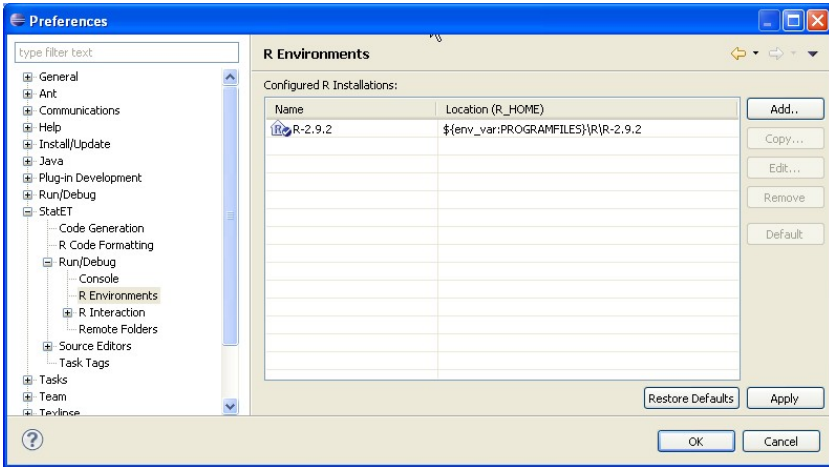 Preferences
type filter text
General
Ant
Communications
Help
Install/Update
Java
Plug-in Development
Run/Debug
StatET
Code Generation
R Code Formatting
Run/Debug
Console
R Environments
R Interaction
Remote Folders
Source Editors
Task Tags
Tasks
Team
Texlipse
R Environments
Configured R Installations:
Name Location (R_HOME)
R-2.9.2 ${env_var:PROGRAMFILES}\R\R-2.9.2
Add..
Copy...
Edit...
Remove
Default
Restore Defaults Apply
OK Cancel